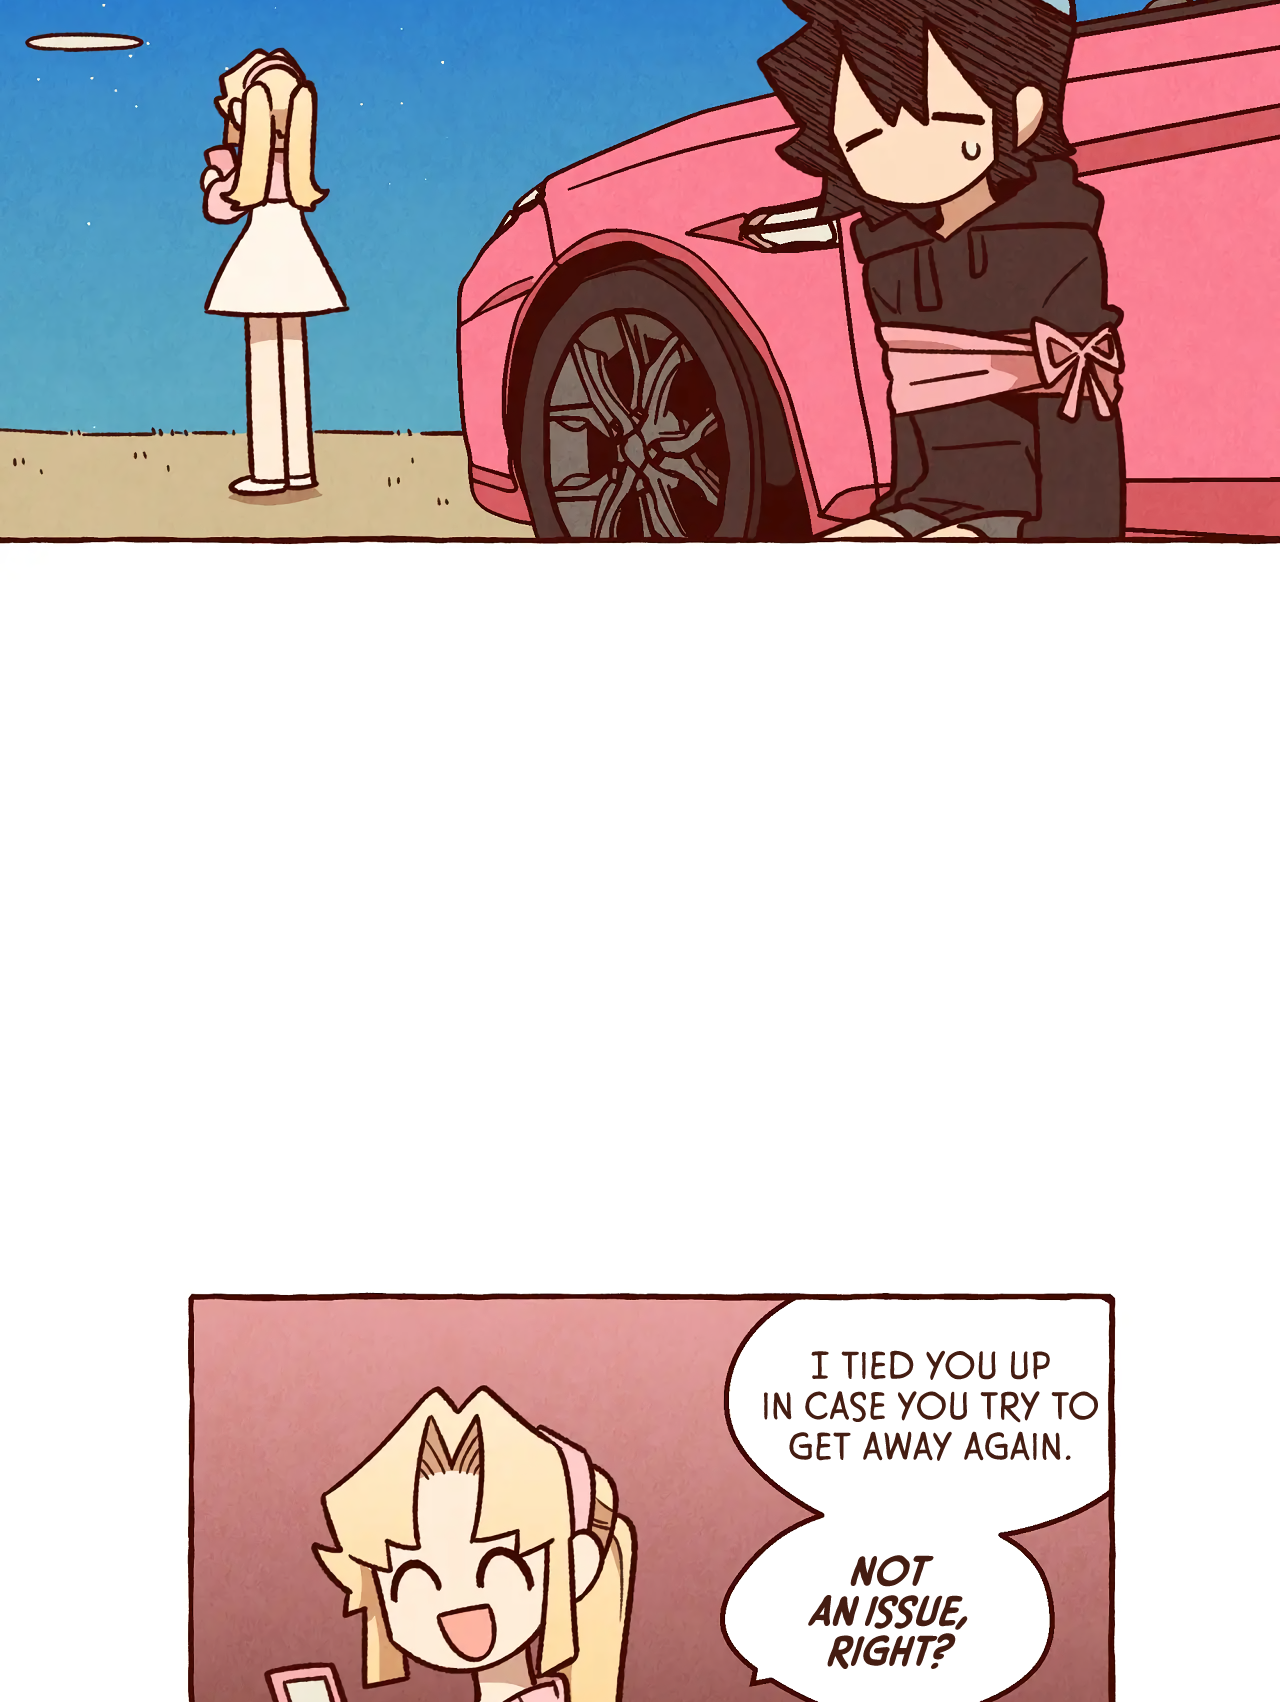 I TIED YOU UP
IN CASE YOU TRY TO
GET AWAY AGAIN.
NOT
AN ISSUE,
RIGHT?